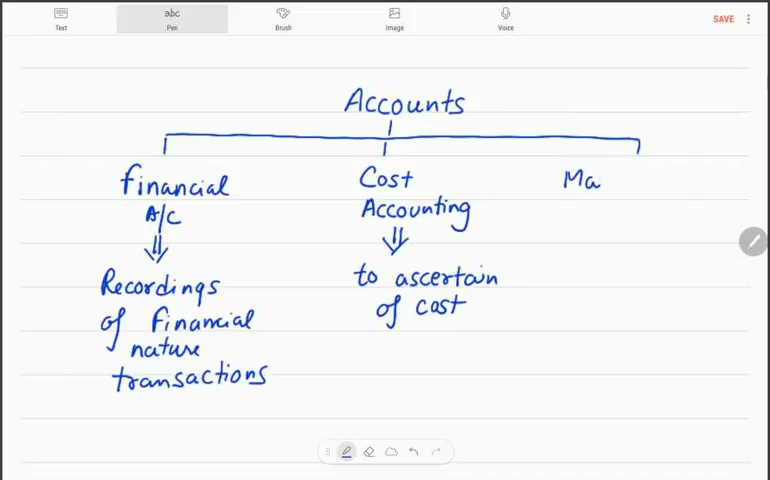 Text
abc
Pen
Brush
Image
Voice
SAVE
Accounts
financial
A/C
Recordings
of financial
nature
transactions
Cost
Accounting
to ascertain
of cost
Ma